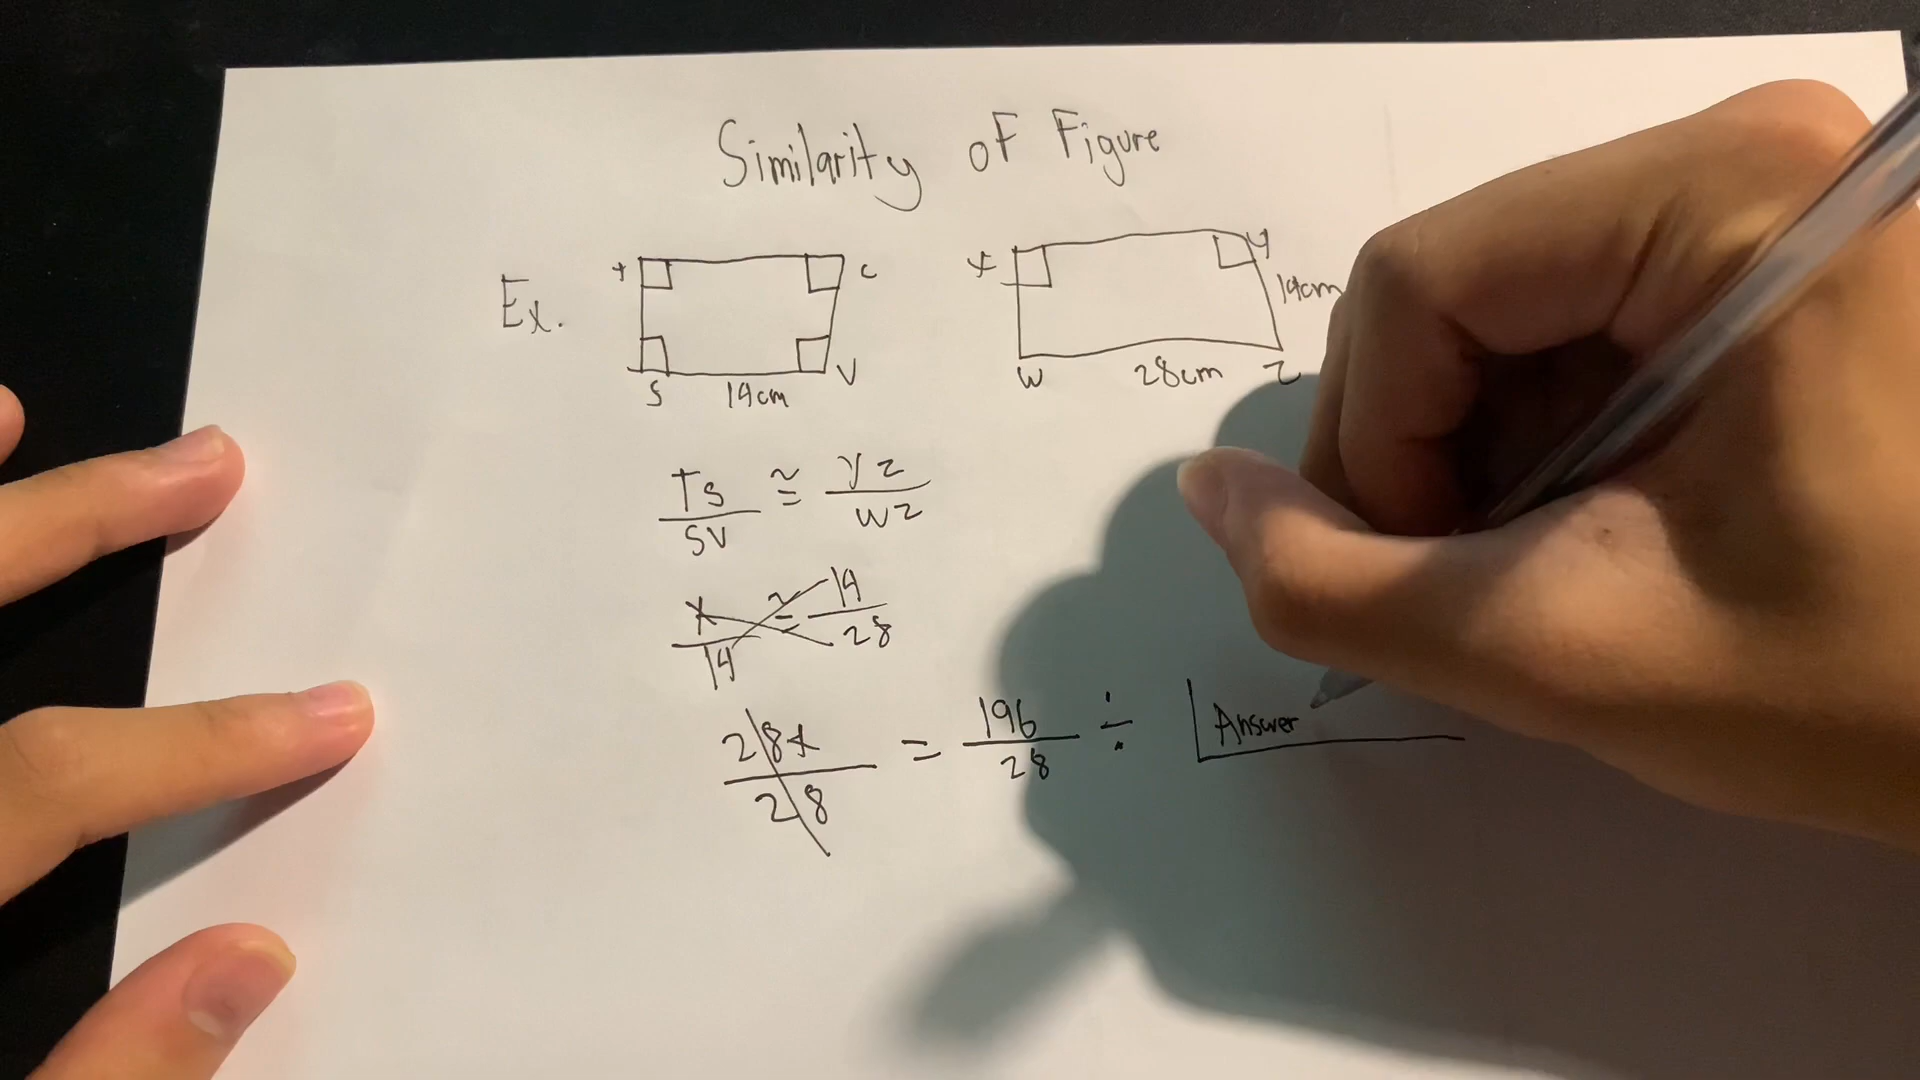 Similarity of Figure
Ex.
T C
S 14cm V
X Y
14cm
W 28cm Z
TS/SV ≅ YZ/WZ
x/14 ≅ 14/28
28x/28 = 196/28 ÷ Answer